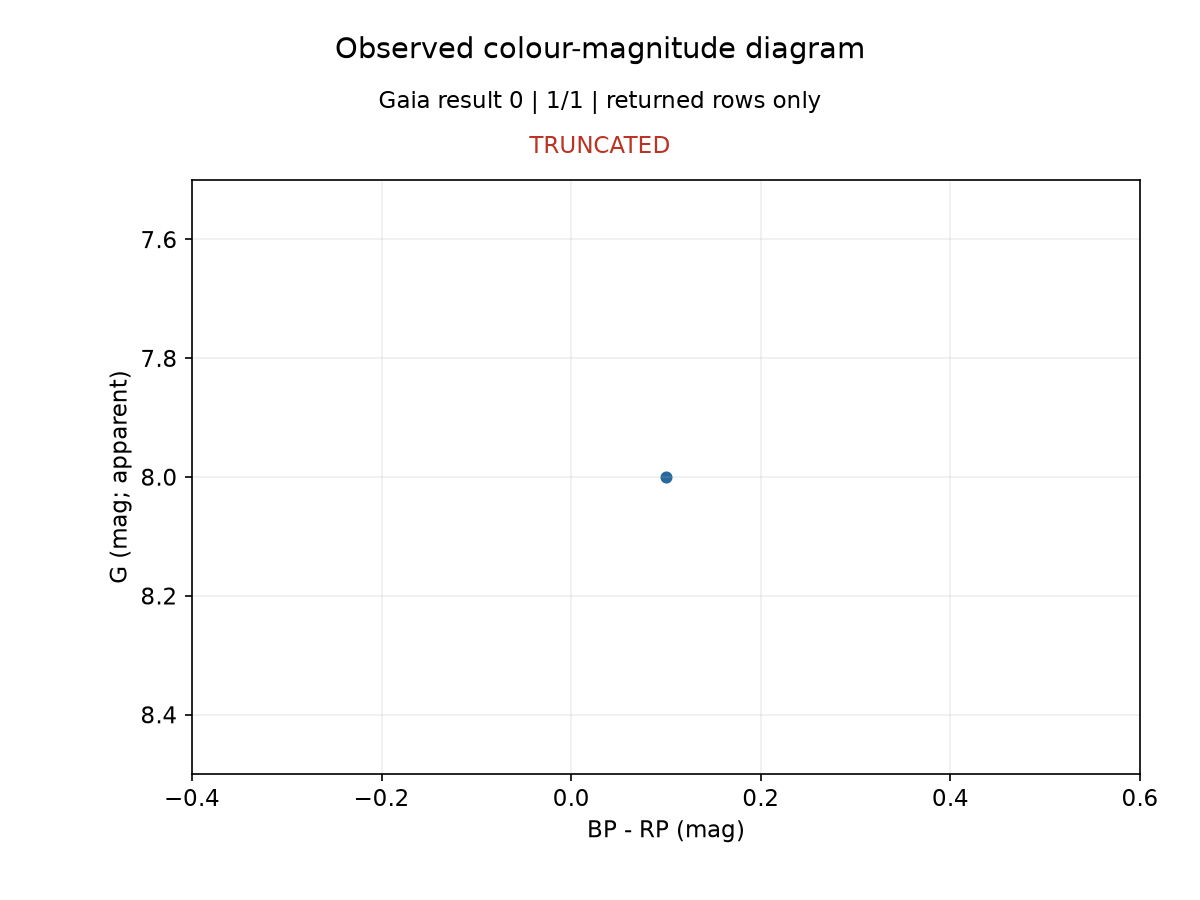 Observed colour-magnitude diagram
Gaia result 0 | 1/1 | returned rows only
TRUNCATED
7.6
7.8
8.0
8.2
8.4
G (mag; apparent)
−0.4
−0.2
0.0
0.2
0.4
0.6
BP - RP (mag)